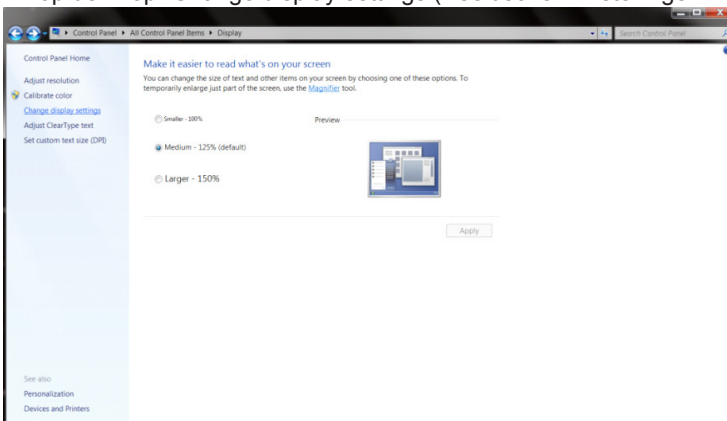 Change display settings (
Control Panel ▸ All Control Panel Items ▸ Display
Search Control Panel
Control Panel Home
Adjust resolution
Calibrate color
Change display settings
Adjust ClearType text
Set custom text size (DPI)
Make it easier to read what's on your screen
You can change the size of text and other items on your screen by choosing one of these options. To
temporarily enlarge just part of the screen, use the Magnifier tool.
Smaller - 100%
Preview
Medium - 125% (default)
Larger - 150%
Apply
See also
Personalization
Devices and Printers